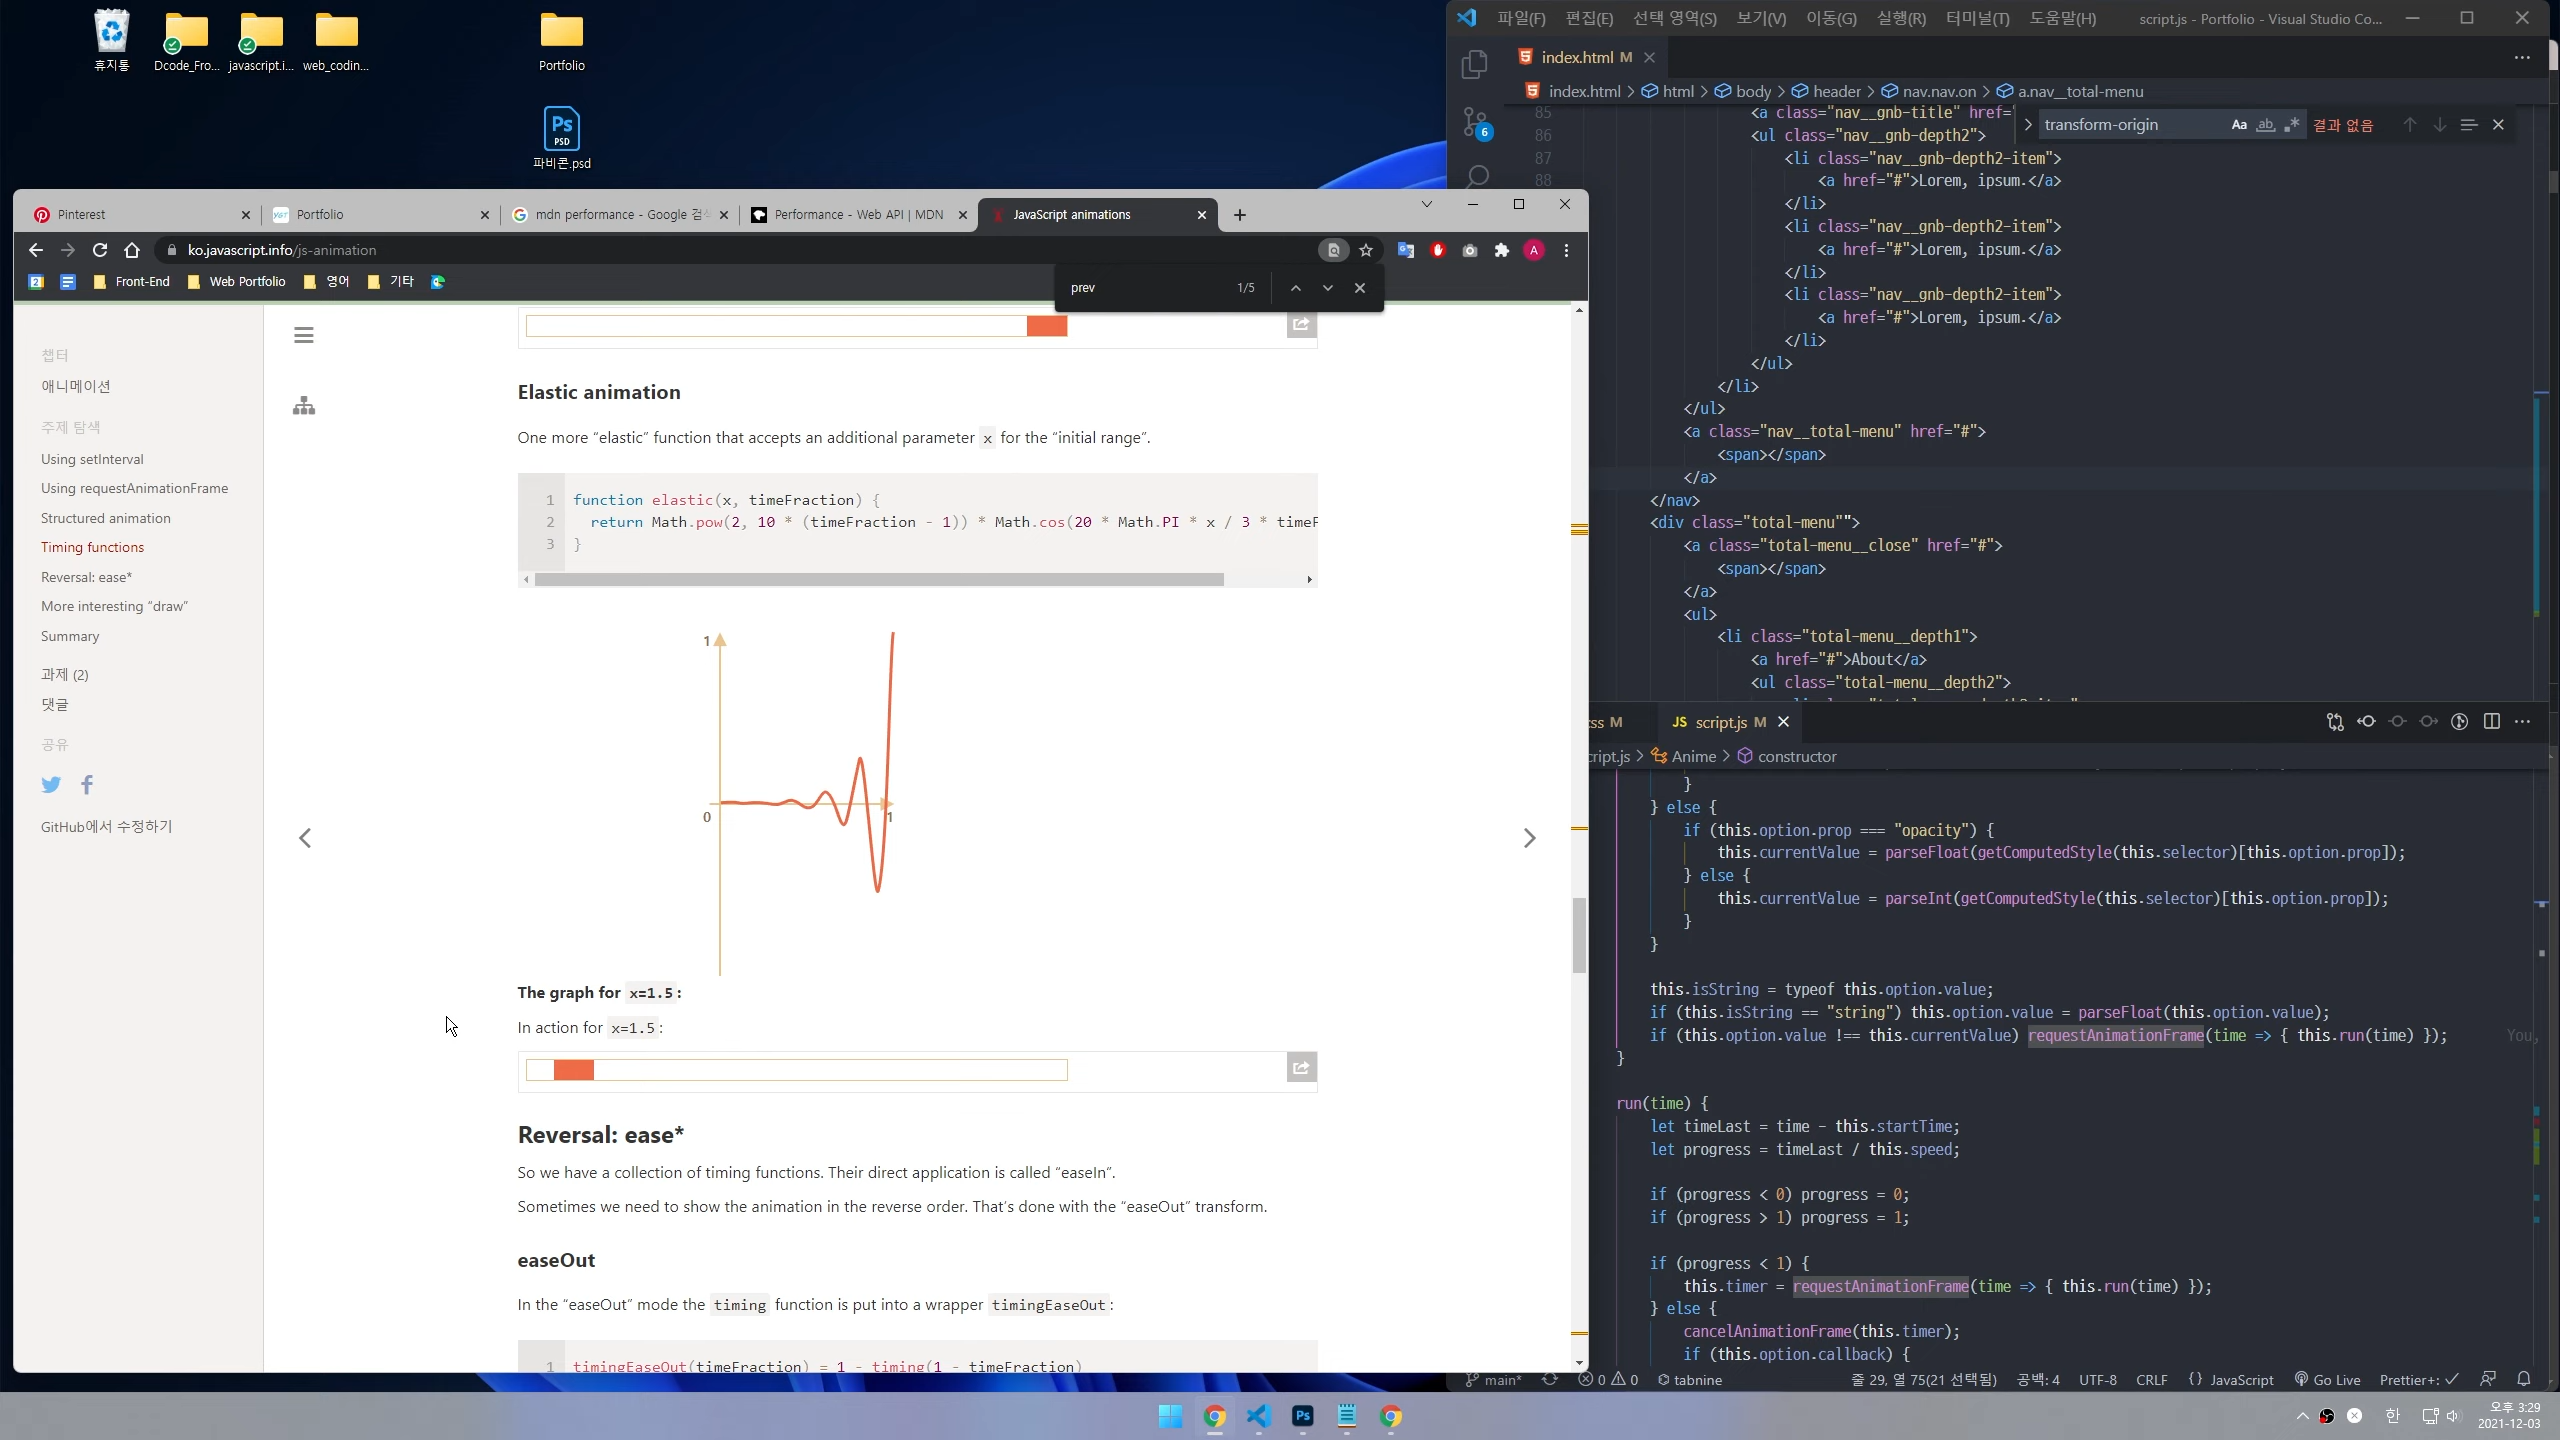 휴지통
Dcode_Fro...
javascript.i...
web_codin...
Portfolio
Ps
PSD
파비콘.psd
Pinterest
Portfolio
mdn performance - Google 검색
Performance - Web API | MDN
JavaScript animations
ko.javascript.info/js-animation
A
2
Front-End
Web Portfolio
영어
기타
prev
1/5
챕터
애니메이션
주제 탐색
Using setInterval
Using requestAnimationFrame
Structured animation
Timing functions
Reversal: ease*
More interesting “draw”
Summary
과제 (2)
댓글
공유
GitHub에서 수정하기
Elastic animation
One more “elastic” function that accepts an additional parameter x for the “initial range”.
1 function elastic(x, timeFraction) {
2 return Math.pow(2, 10 * (timeFraction - 1)) * Math.cos(20 * Math.PI * x / 3 * timeF
3 }
1
0
1
The graph for x=1.5:
In action for x=1.5:
Reversal: ease*
So we have a collection of timing functions. Their direct application is called “easeIn”.
Sometimes we need to show the animation in the reverse order. That’s done with the “easeOut” transform.
easeOut
In the “easeOut” mode the timing function is put into a wrapper timingEaseOut:
1 timingEaseOut(timeFraction) = 1 - timing(1 - timeFraction)
파일(F) 편집(E) 선택 영역(S) 보기(V) 이동(G) 실행(R) 터미널(T) 도움말(H)
script.js - Portfolio - Visual Studio Co...
index.html M
index.html > html > body > header > nav.nav.on > a.nav__total-menu
6
transform-origin
Aa ab .*
결과 없음
85 <a class="nav__gnb-title" href="
86 <ul class="nav__gnb-depth2">
87 <li class="nav__gnb-depth2-item">
88 <a href="#">Lorem, ipsum.</a>
</li>
<li class="nav__gnb-depth2-item">
<a href="#">Lorem, ipsum.</a>
</li>
<li class="nav__gnb-depth2-item">
<a href="#">Lorem, ipsum.</a>
</li>
</ul>
</li>
</ul>
<a class="nav__total-menu" href="#">
<span></span>
</a>
</nav>
<div class="total-menu"">
<a class="total-menu__close" href="#">
<span></span>
</a>
<ul>
<li class="total-menu__depth1">
<a href="#">About</a>
<ul class="total-menu__depth2">
ss M
JS script.js M
cript.js > Anime > constructor
}
} else {
if (this.option.prop === "opacity") {
this.currentValue = parseFloat(getComputedStyle(this.selector)[this.option.prop]);
} else {
this.currentValue = parseInt(getComputedStyle(this.selector)[this.option.prop]);
}
}
this.isString = typeof this.option.value;
if (this.isString == "string") this.option.value = parseFloat(this.option.value);
if (this.option.value !== this.currentValue) requestAnimationFrame(time => { this.run(time) }); You,
}
run(time) {
let timeLast = time - this.startTime;
let progress = timeLast / this.speed;
if (progress < 0) progress = 0;
if (progress > 1) progress = 1;
if (progress < 1) {
this.timer = requestAnimationFrame(time => { this.run(time) });
} else {
cancelAnimationFrame(this.timer);
if (this.option.callback) {
main* 0 0 tabnine 줄 29, 열 75(21 선택됨) 공백: 4 UTF-8 CRLF {} JavaScript Go Live Prettier+: ✓
Ps
한
오후 3:29
2021-12-03